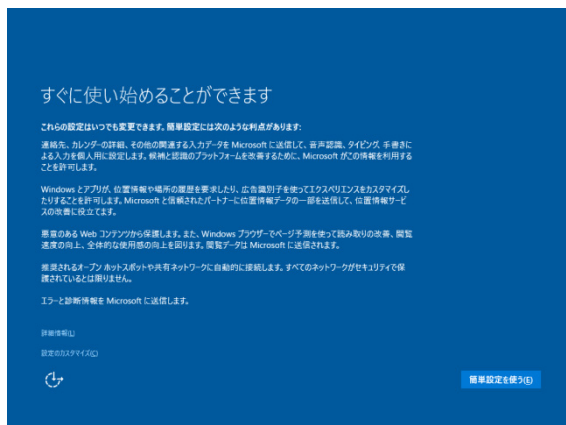 すぐに使い始めることができます
これらの設定はいつでも変更できます。簡単設定には次のような利点があります:
連絡先、カレンダーの詳細、その他の関連する入力データを Microsoft に送信して、音声認識、タイピング、手書きに
よる入力を個人用に設定します。候補と認識のプラットフォームを改善するために、Microsoft がこの情報を利用する
ことを許可します。
Windows とアプリが、位置情報や場所の履歴を要求したり、広告識別子を使ってエクスペリエンスをカスタマイズし
たりすることを許可します。Microsoft と信頼されたパートナーに位置情報データの一部を送信して、位置情報サービ
スの改善に役立てます。
悪意のある Web コンテンツから保護します。また、Windows ブラウザーでページ予測を使って読み取りの改善、閲覧
速度の向上、全体的な使用感の向上を図ります。閲覧データは Microsoft に送信されます。
推奨されるオープン ホットスポットや共有ネットワークに自動的に接続します。すべてのネットワークがセキュリティで保
護されているとは限りません。
エラーと診断情報を Microsoft に送信します。
詳細情報(L)
設定のカスタマイズ(C)
簡単設定を使う(E)